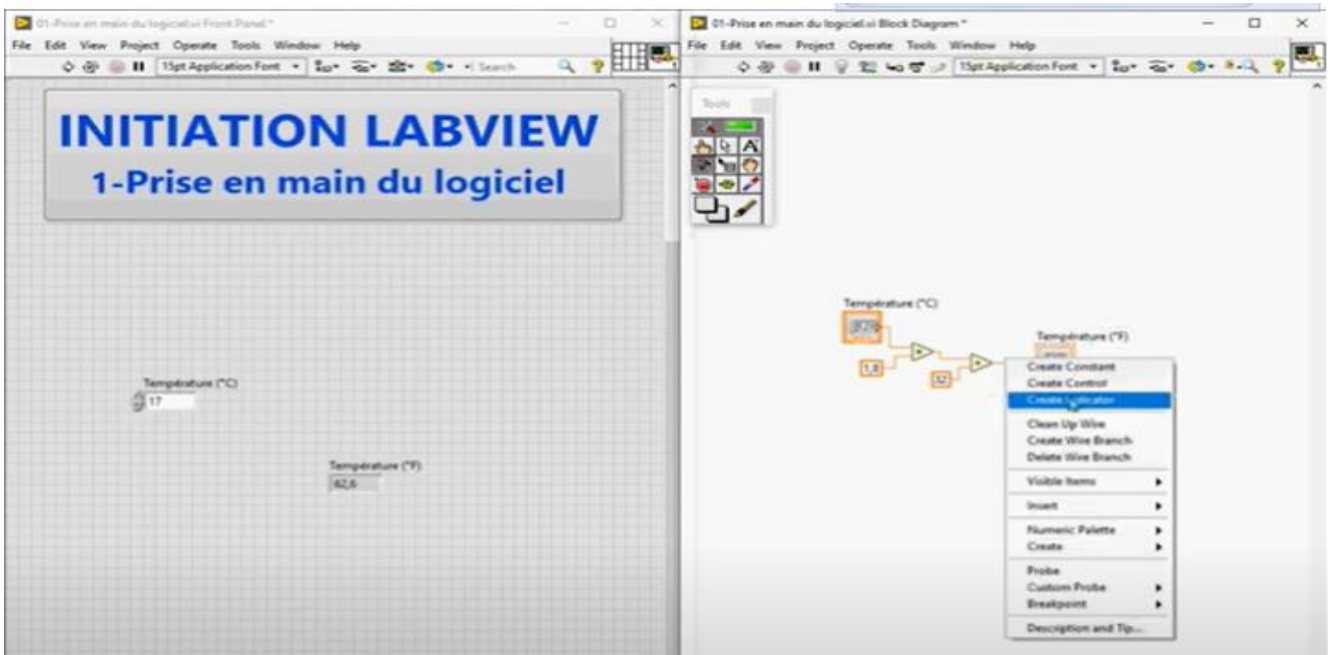 01-Prise en main du logiciel.vi Front Panel *
File Edit View Project Operate Tools Window Help
15pt Application Font
Search
INITIATION LABVIEW
1-Prise en main du logiciel
Température (°C)
17
Température (°F)
62,6
01-Prise en main du logiciel.vi Block Diagram *
File Edit View Project Operate Tools Window Help
15pt Application Font
Tools
Température (°C)
1,8
32
Température (°F)
Create Constant
Create Control
Create Indicator
Clean Up Wire
Create Wire Branch
Delete Wire Branch
Visible Items
Insert
Numeric Palette
Create
Probe
Custom Probe
Breakpoint
Description and Tip...